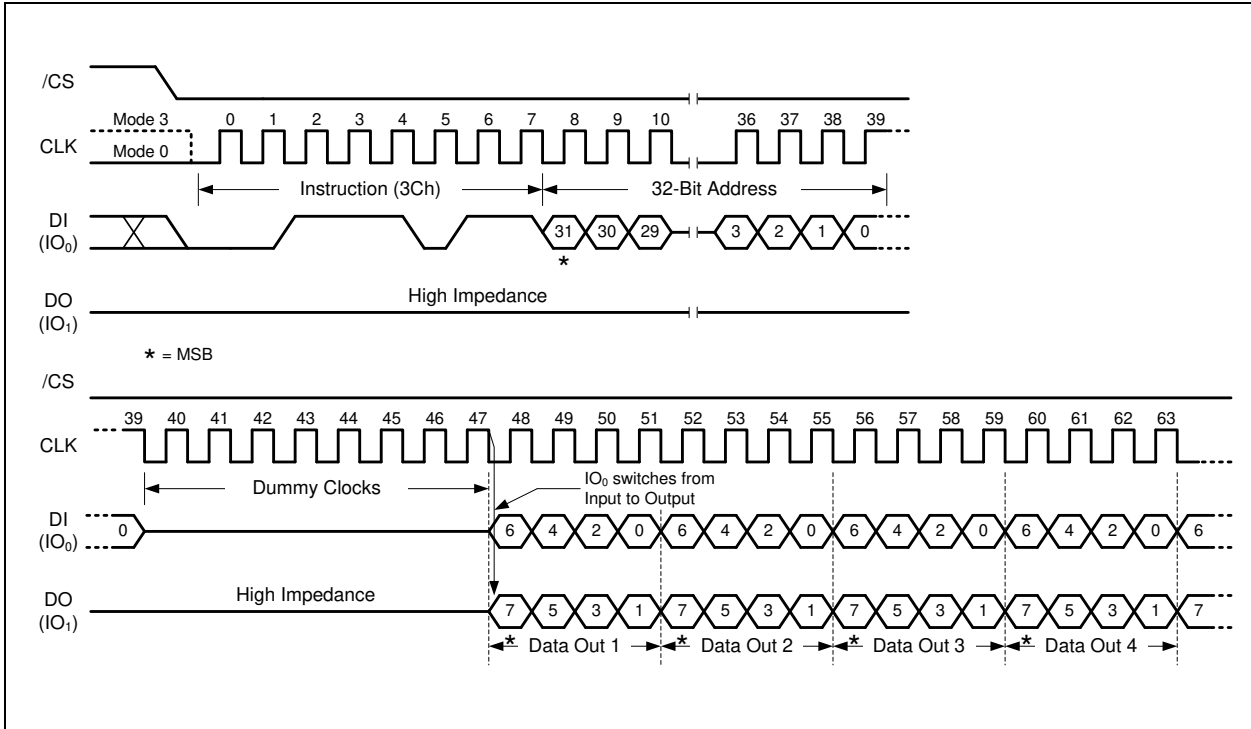 /CS
Mode 3 0 1 2 3 4 5 6 7 8 9 10 36 37 38 39
CLK
Mode 0
Instruction (3Ch) 32-Bit Address
DI
(IO₀)
31 30 29 3 2 1 0
*
High Impedance
DO
(IO₁)
* = MSB
/CS
39 40 41 42 43 44 45 46 47 48 49 50 51 52 53 54 55 56 57 58 59 60 61 62 63
CLK
Dummy Clocks
IO₀ switches from
Input to Output
DI
(IO₀)
0 6 4 2 0 6 4 2 0 6 4 2 0 6 4 2 0 6
High Impedance
DO
(IO₁)
7 5 3 1 7 5 3 1 7 5 3 1 7 5 3 1 7
* Data Out 1 * Data Out 2 * Data Out 3 * Data Out 4